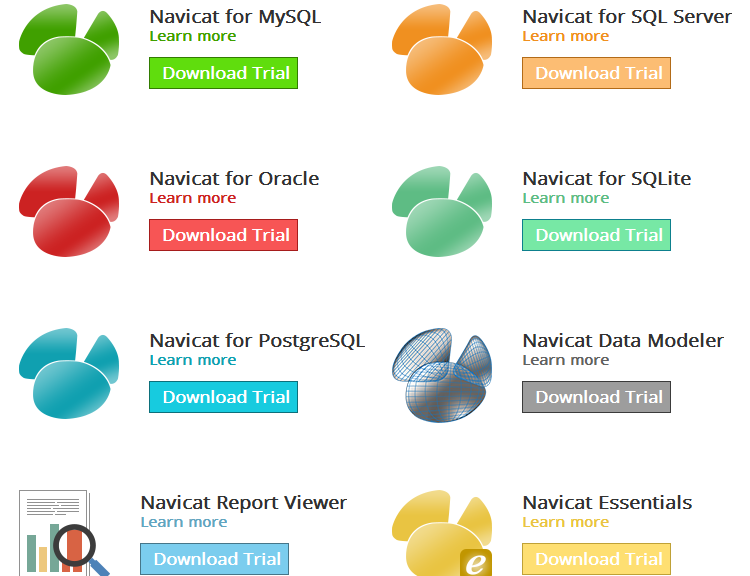 Navicat for MySQL
Learn more
Download Trial
Navicat for SQL Server
Learn more
Download Trial
Navicat for Oracle
Learn more
Download Trial
Navicat for SQLite
Learn more
Download Trial
Navicat for PostgreSQL
Learn more
Download Trial
Navicat Data Modeler
Learn more
Download Trial
Navicat Report Viewer
Learn more
Download Trial
Navicat Essentials
Learn more
Download Trial
e